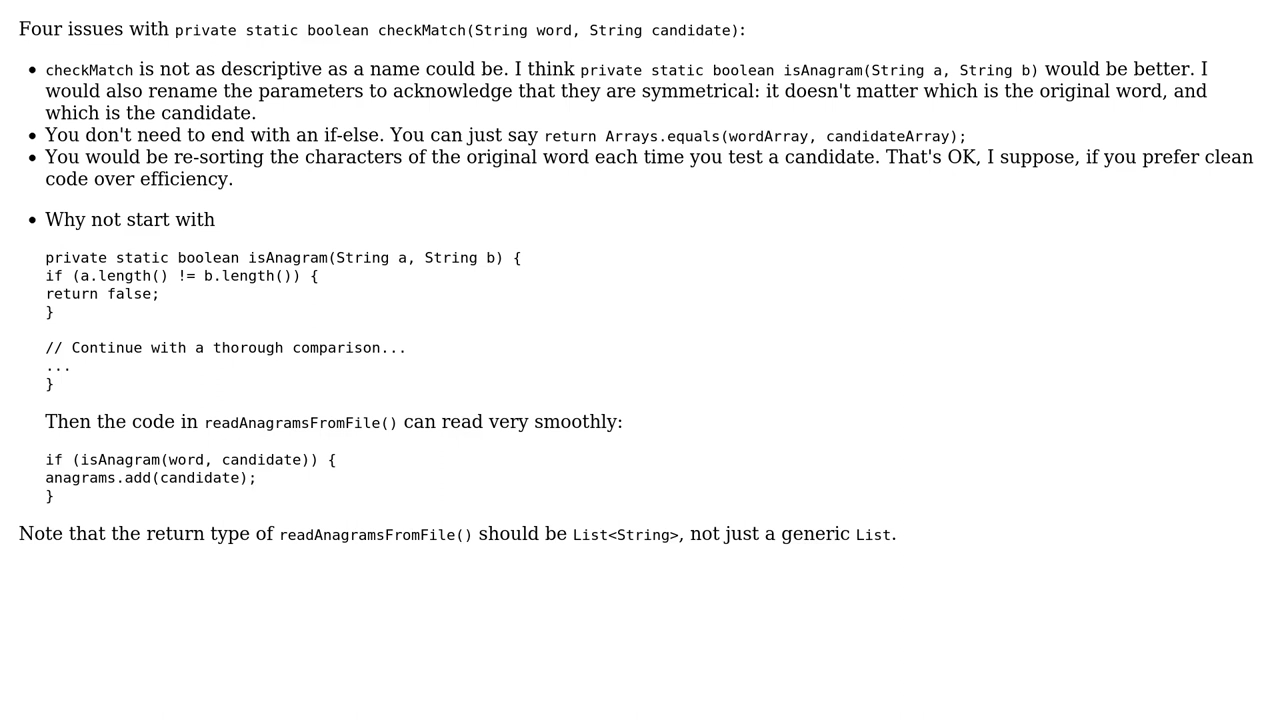 Four issues with private static boolean checkMatch(String word, String candidate):
• checkMatch is not as descriptive as a name could be. I think private static boolean isAnagram(String a, String b) would be better. I
would also rename the parameters to acknowledge that they are symmetrical: it doesn't matter which is the original word, and
which is the candidate.
• You don't need to end with an if-else. You can just say return Arrays.equals(wordArray, candidateArray);
• You would be re-sorting the characters of the original word each time you test a candidate. That's OK, I suppose, if you prefer clean
code over efficiency.
• Why not start with
private static boolean isAnagram(String a, String b) {
if (a.length() != b.length()) {
return false;
}
// Continue with a thorough comparison...
...
}
Then the code in readAnagramsFromFile() can read very smoothly:
if (isAnagram(word, candidate)) {
anagrams.add(candidate);
}
Note that the return type of readAnagramsFromFile() should be List<String>, not just a generic List.